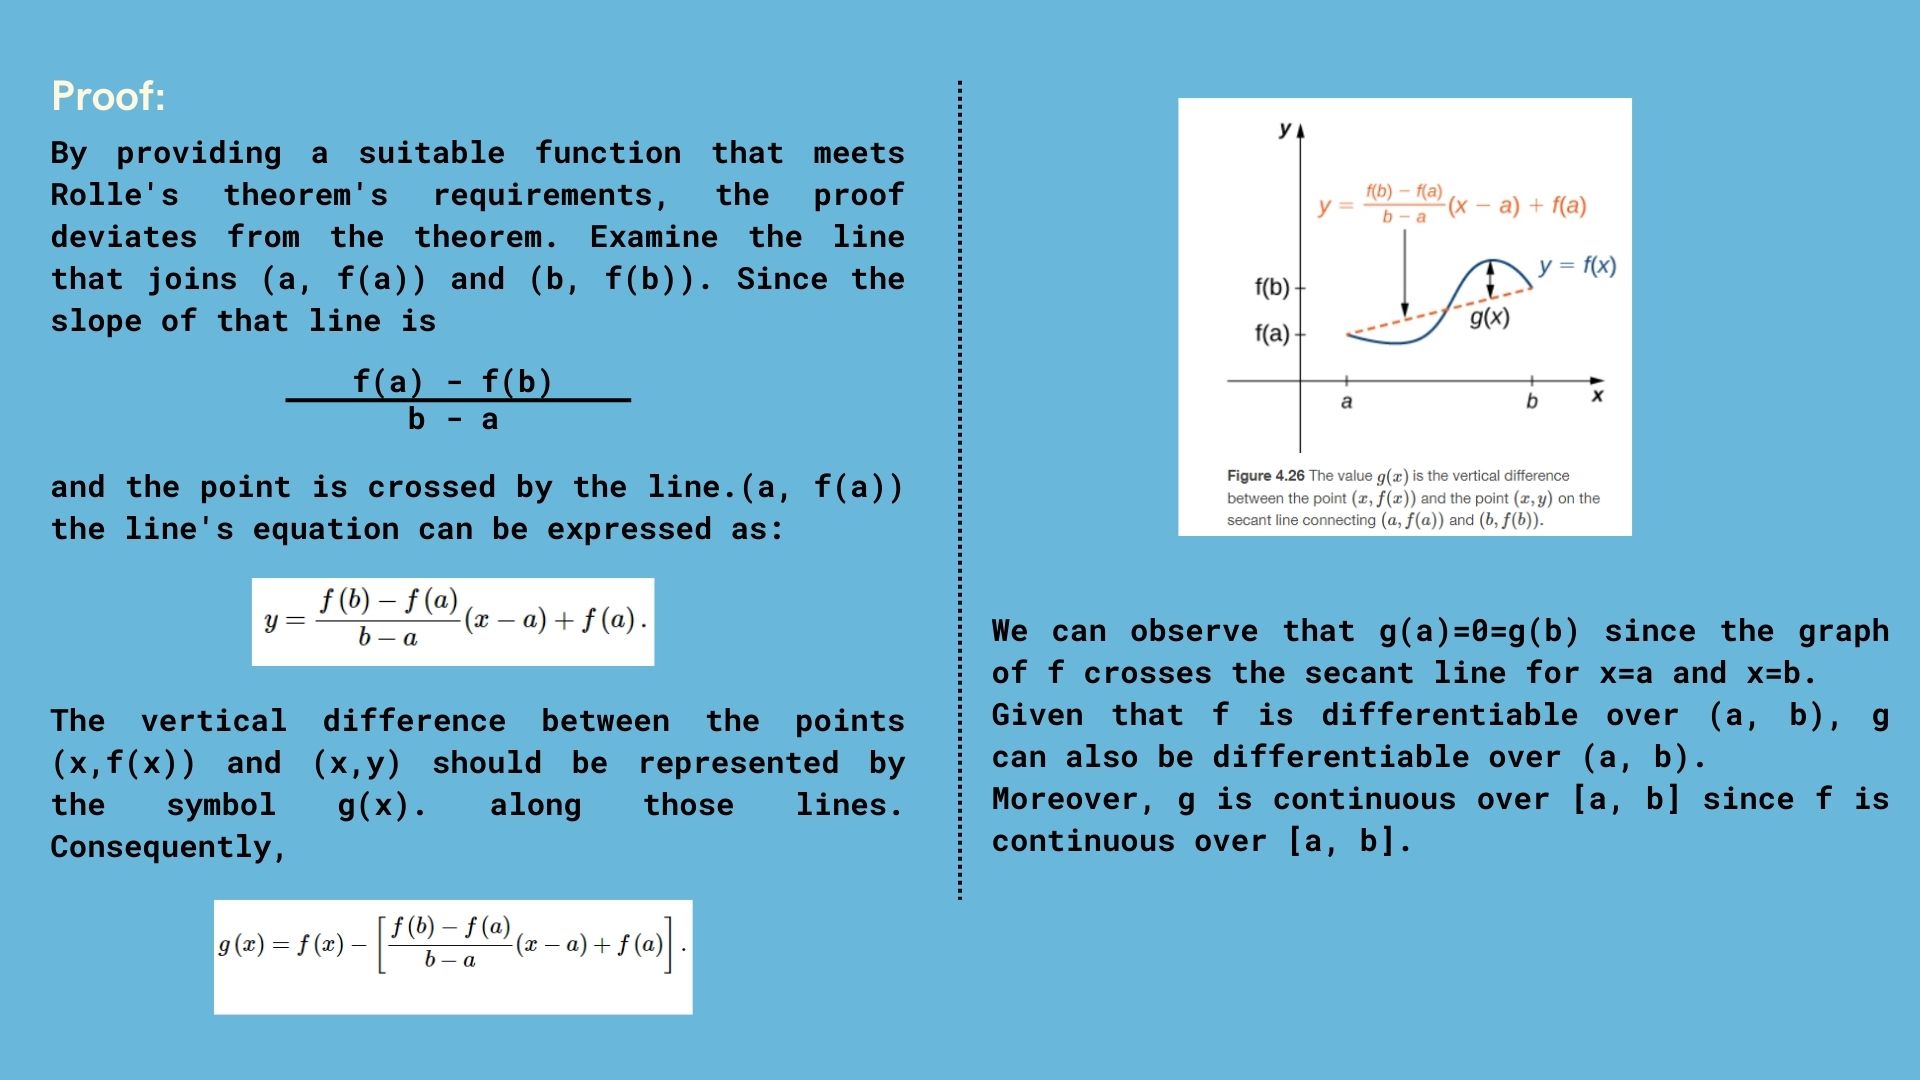 Proof:
By providing a suitable function that meets
Rolle's theorem's requirements, the proof
deviates from the theorem. Examine the line
that joins (a, f(a)) and (b, f(b)). Since the
slope of that line is
f(a) - f(b)
b - a
and the point is crossed by the line.(a, f(a))
the line's equation can be expressed as:
y = f(b) − f(a) / b − a (x − a) + f(a).
The vertical difference between the points
(x,f(x)) and (x,y) should be represented by
the symbol g(x). along those lines.
Consequently,
g(x) = f(x) − [f(b) − f(a) / b − a (x − a) + f(a)].
y
y = f(b) − f(a) / b − a (x − a) + f(a)
y = f(x)
f(b)
g(x)
f(a)
a b x
Figure 4.26 The value g(x) is the vertical difference
between the point (x, f(x)) and the point (x, y) on the
secant line connecting (a, f(a)) and (b, f(b)).
We can observe that g(a)=0=g(b) since the graph
of f crosses the secant line for x=a and x=b.
Given that f is differentiable over (a, b), g
can also be differentiable over (a, b).
Moreover, g is continuous over [a, b] since f is
continuous over [a, b].